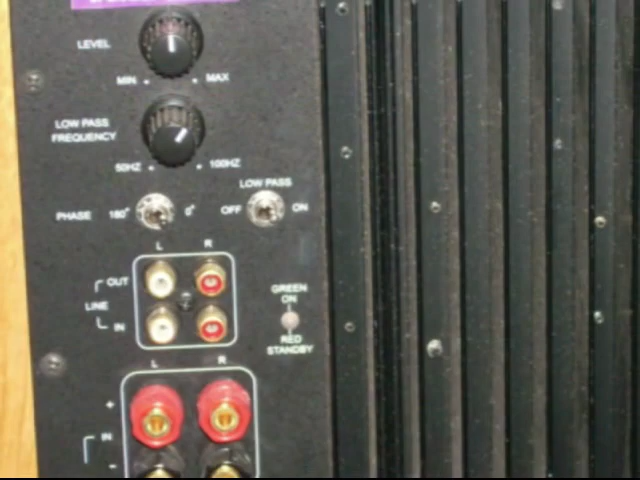 LEVEL
MIN MAX
LOW PASS
FREQUENCY
50HZ 100HZ
LOW PASS
PHASE 180° 0° OFF ON
L R
OUT
LINE
IN
GREEN
ON
RED
STANDBY
L R
+
IN
-